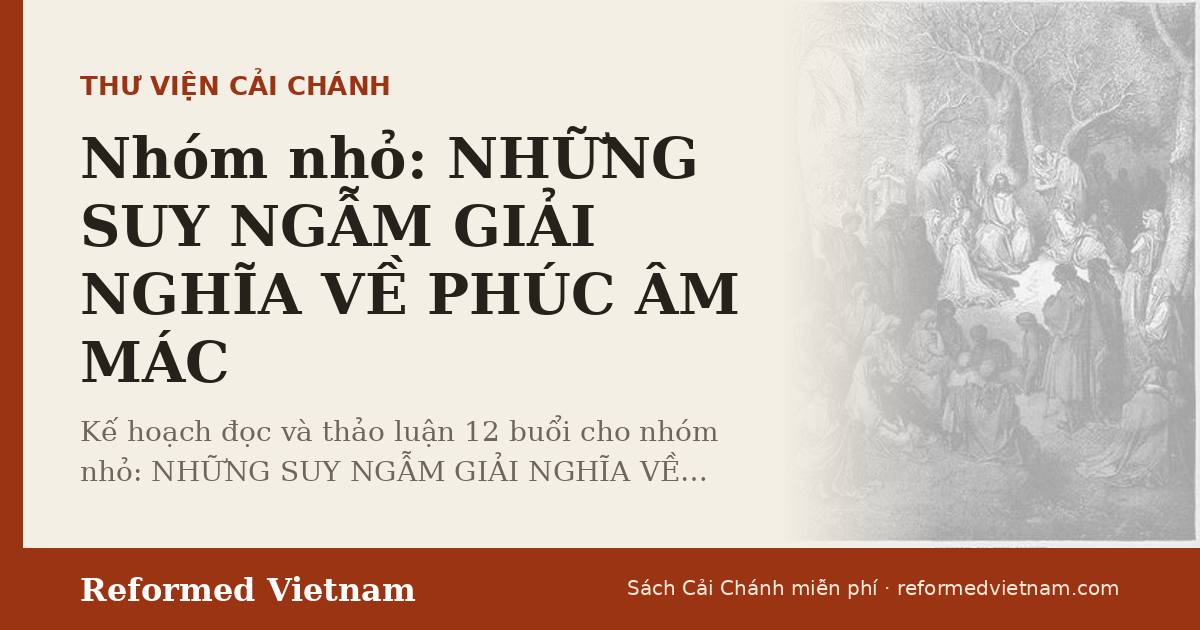 THƯ VIỆN CẢI CHÁNH
Nhóm nhỏ: NHỮNG
SUY NGẪM GIẢI
NGHĨA VỀ PHÚC ÂM
MÁC
Kế hoạch đọc và thảo luận 12 buổi cho nhóm
nhỏ: NHỮNG SUY NGẪM GIẢI NGHĨA VỀ...
Reformed Vietnam
Sách Cải Chánh miễn phí · reformedvietnam.com